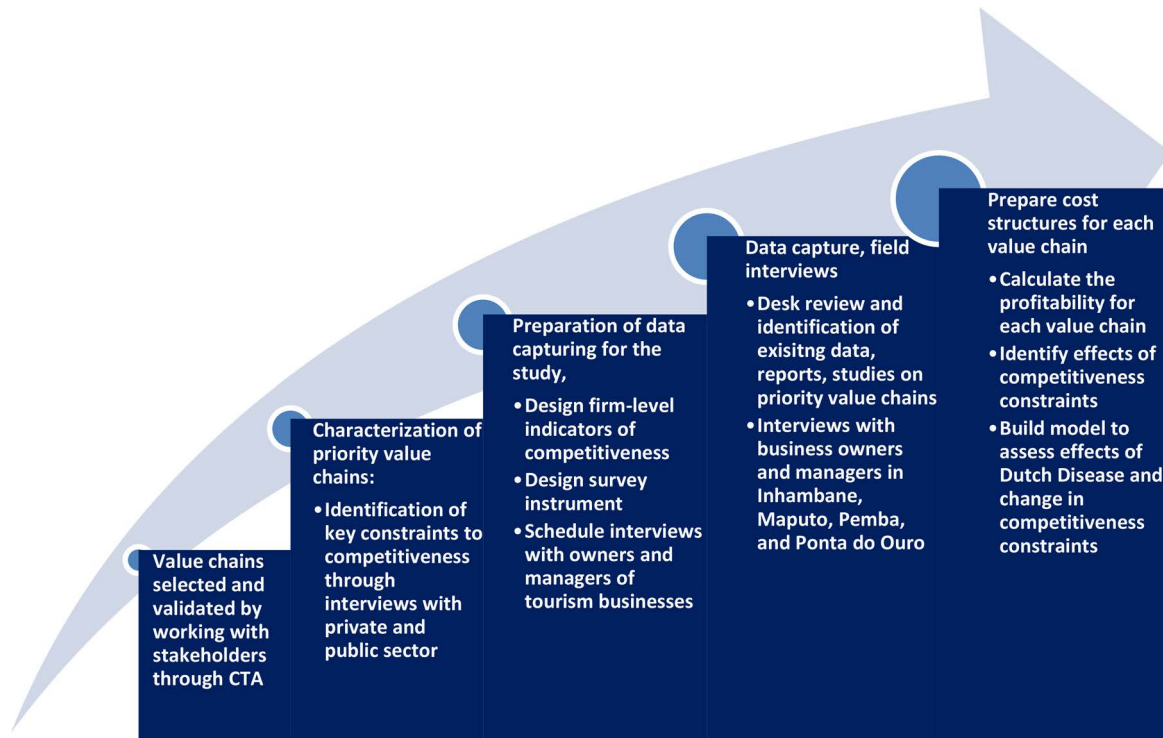 Value chains
selected and
validated by
working with
stakeholders
through CTA
Characterization of
priority value
chains:
•Identification of
key constraints to
competitiveness
through
interviews with
private and
public sector
Preparation of data
capturing for the
study,
•Design firm-level
indicators of
competitiveness
•Design survey
instrument
•Schedule interviews
with owners and
managers of
tourism businesses
Data capture, field
interviews
•Desk review and
identification of
exisitng data,
reports, studies on
priority value chains
•Interviews with
business owners
and managers in
Inhambane,
Maputo, Pemba,
and Ponta do Ouro
Prepare cost
structures for each
value chain
•Calculate the
profitability for
each value chain
•Identify effects of
competitiveness
constraints
•Build model to
assess effects of
Dutch Disease and
change in
competitiveness
constraints